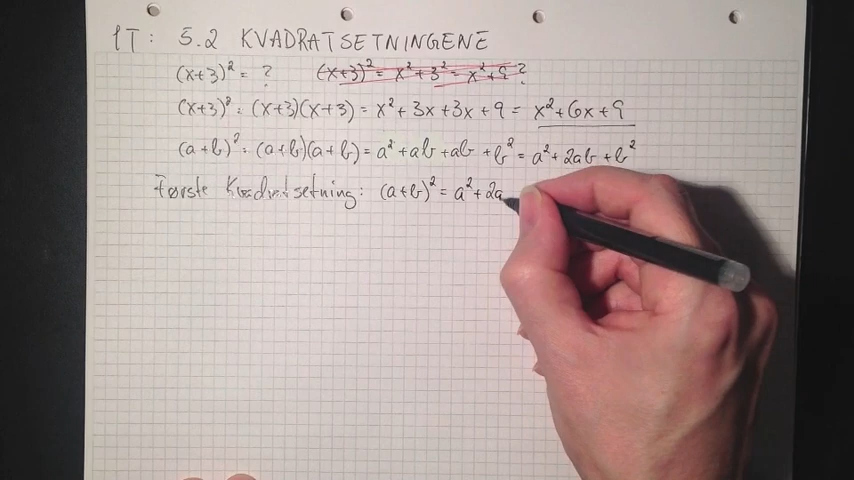 1T: 5.2 KVADRATSETNINGENE
(x+3)² = ? (x+3)² = x² + 3² = x² + 9 ?
(x+3)² = (x+3)(x+3) = x² + 3x + 3x + 9 = x² + 6x + 9
(a+b)² = (a+b)(a+b) = a² + ab + ab + b² = a² + 2ab + b²
Første Kvadratsetning: (a+b)² = a² + 2a